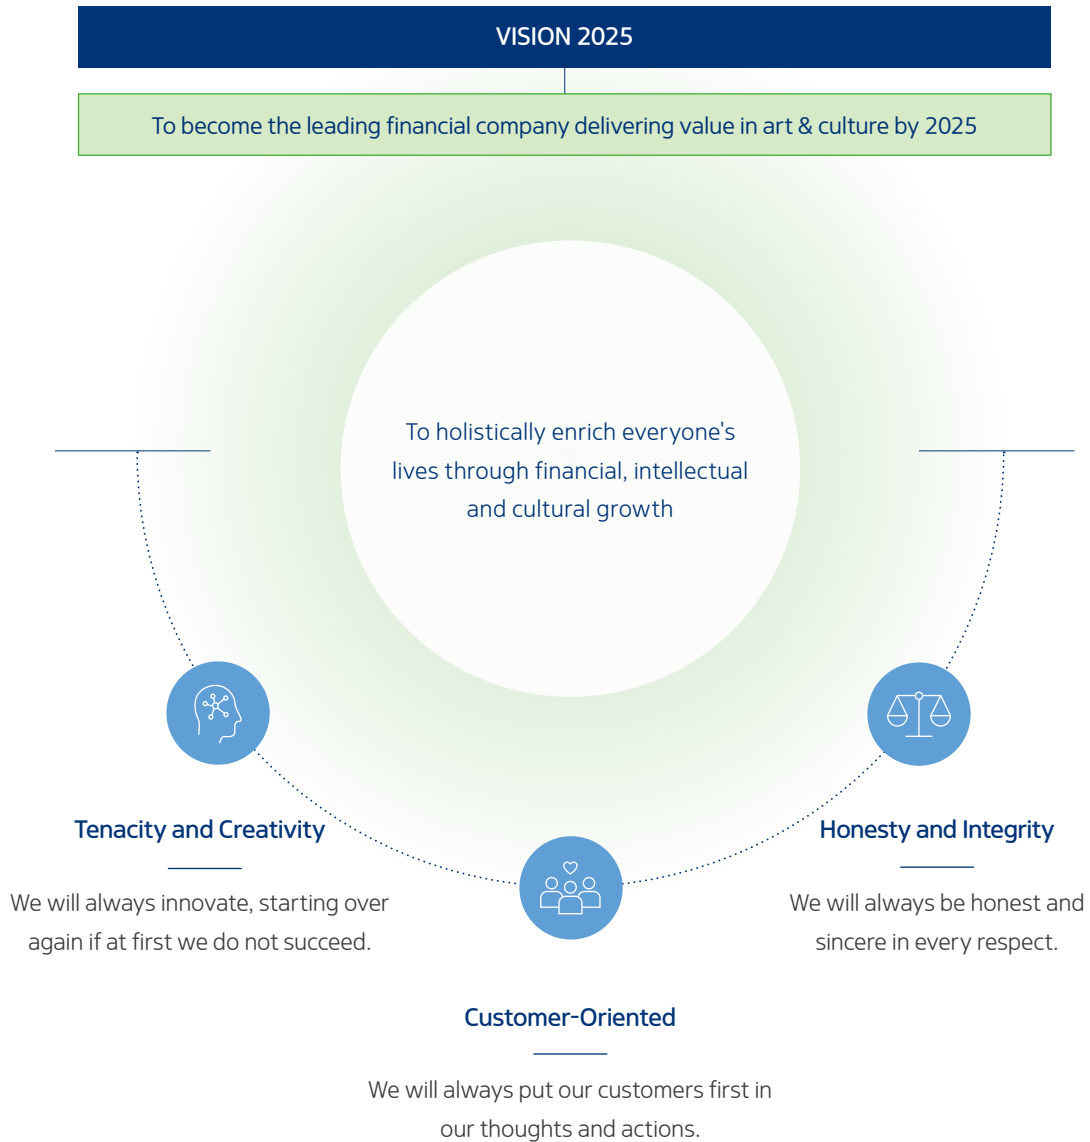 VISION 2025
To become the leading financial company delivering value in art & culture by 2025
To holistically enrich everyone's
lives through financial, intellectual
and cultural growth
Tenacity and Creativity
We will always innovate, starting over
again if at first we do not succeed.
Honesty and Integrity
We will always be honest and
sincere in every respect.
Customer-Oriented
We will always put our customers first in
our thoughts and actions.